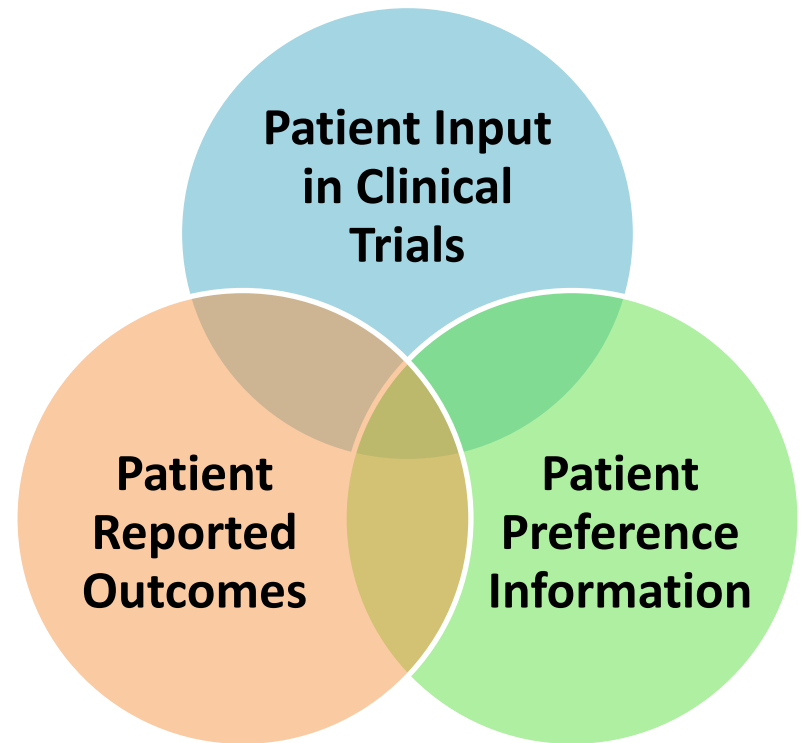 Patient Input
in Clinical
Trials
Patient
Reported
Outcomes
Patient
Preference
Information